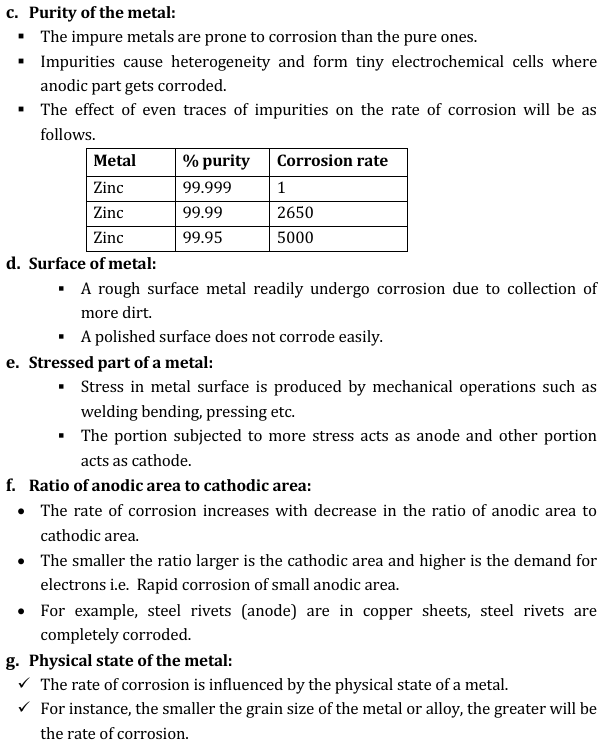 c. Purity of the metal:
▪ The impure metals are prone to corrosion than the pure ones.
▪ Impurities cause heterogeneity and form tiny electrochemical cells where
anodic part gets corroded.
▪ The effect of even traces of impurities on the rate of corrosion will be as
follows.
Metal % purity Corrosion rate
Zinc 99.999 1
Zinc 99.99 2650
Zinc 99.95 5000
d. Surface of metal:
▪ A rough surface metal readily undergo corrosion due to collection of
more dirt.
▪ A polished surface does not corrode easily.
e. Stressed part of a metal:
▪ Stress in metal surface is produced by mechanical operations such as
welding bending, pressing etc.
▪ The portion subjected to more stress acts as anode and other portion
acts as cathode.
f. Ratio of anodic area to cathodic area:
• The rate of corrosion increases with decrease in the ratio of anodic area to
cathodic area.
• The smaller the ratio larger is the cathodic area and higher is the demand for
electrons i.e. Rapid corrosion of small anodic area.
• For example, steel rivets (anode) are in copper sheets, steel rivets are
completely corroded.
g. Physical state of the metal:
✓ The rate of corrosion is influenced by the physical state of a metal.
✓ For instance, the smaller the grain size of the metal or alloy, the greater will be
the rate of corrosion.